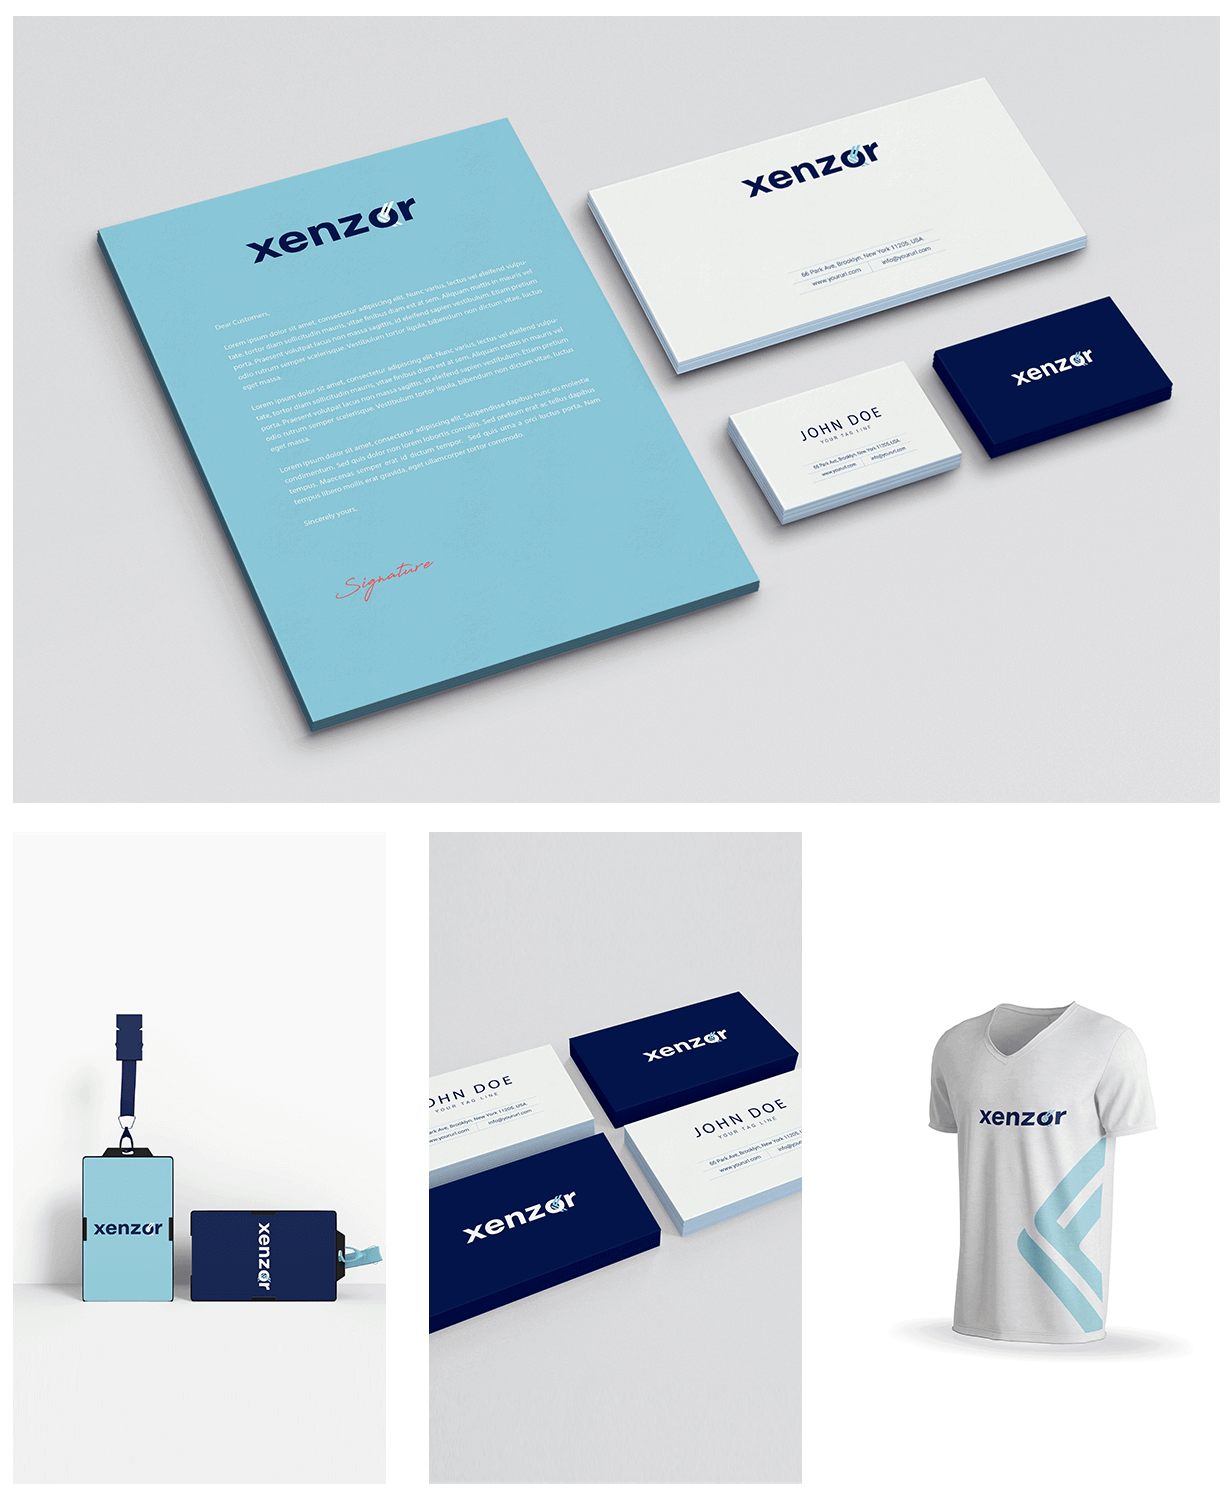 xenzor
Dear Customers,
Lorem ipsum dolor sit amet, consectetur adipiscing elit. Nunc varius, lectus vel eleifend vulpu-
tate, tortor diam sollicitudin mauris, vitae finibus diam est at sem. Aliquam mattis in mauris vel
porta. Praesent volutpat lacus non massa sagittis, id eleifend sapien vestibulum. Etiam pretium
odio rutrum semper scelerisque. Vestibulum tortor ligula, bibendum non dictum vitae, luctus
eget massa.
Lorem ipsum dolor sit amet, consectetur adipiscing elit. Nunc varius, lectus vel eleifend vulpu-
tate, tortor diam sollicitudin mauris, vitae finibus diam est at sem. Aliquam mattis in mauris vel
porta. Praesent volutpat lacus non massa sagittis, id eleifend sapien vestibulum. Etiam pretium
odio rutrum semper scelerisque. Vestibulum tortor ligula, bibendum non dictum vitae, luctus
eget massa.
Lorem ipsum dolor sit amet, consectetur adipiscing elit. Suspendisse dapibus nunc eu molestie
condimentum. Sed quis dolor non lorem lobortis convallis. Sed pretium erat ac tellus dapibus
tempus. Maecenas semper erat id dictum tempor. Sed quis urna a orci luctus porta. Nam
tempus libero mollis erat gravida, eget ullamcorper tortor commodo.
Sincerely yours,
Signature
xenzor
66 Park Ave, Brooklyn, New York 11205, USA
www.yoururl.com info@yoururl.com
JOHN DOE
YOUR TAG LINE
66 Park Ave, Brooklyn, New York 11205, USA
www.yoururl.com info@yoururl.com
xenzor
xenzor
xenzor
OHN DOE
YOUR TAG LINE
rk Ave, Brooklyn, New York 11205, USA
oururl.com info@yoururl.com
xenzor
JOHN DOE
YOUR TAG LINE
66 Park Ave, Brooklyn, New York 11205, U
www.yoururl.com info@yo
xenzor
xenzor